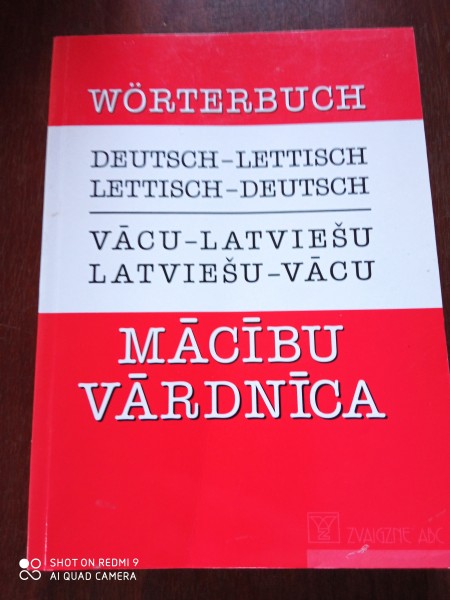 WÖRTERBUCH
DEUTSCH-LETTISCH
LETTISCH-DEUTSCH
VĀCU-LATVIEŠU
LATVIEŠU-VĀCU
MĀCĪBU
VĀRDNĪCA
ZVAIGZNE ABC
SHOT ON REDMI 9
AI QUAD CAMERA